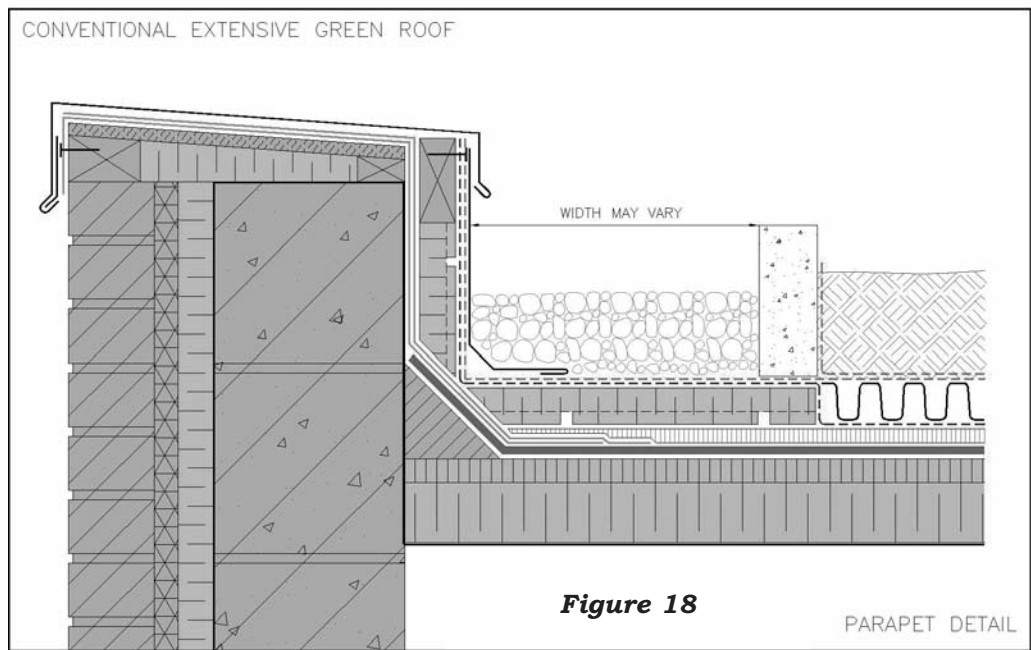 CONVENTIONAL EXTENSIVE GREEN ROOF
WIDTH MAY VARY
Figure 18
PARAPET DETAIL